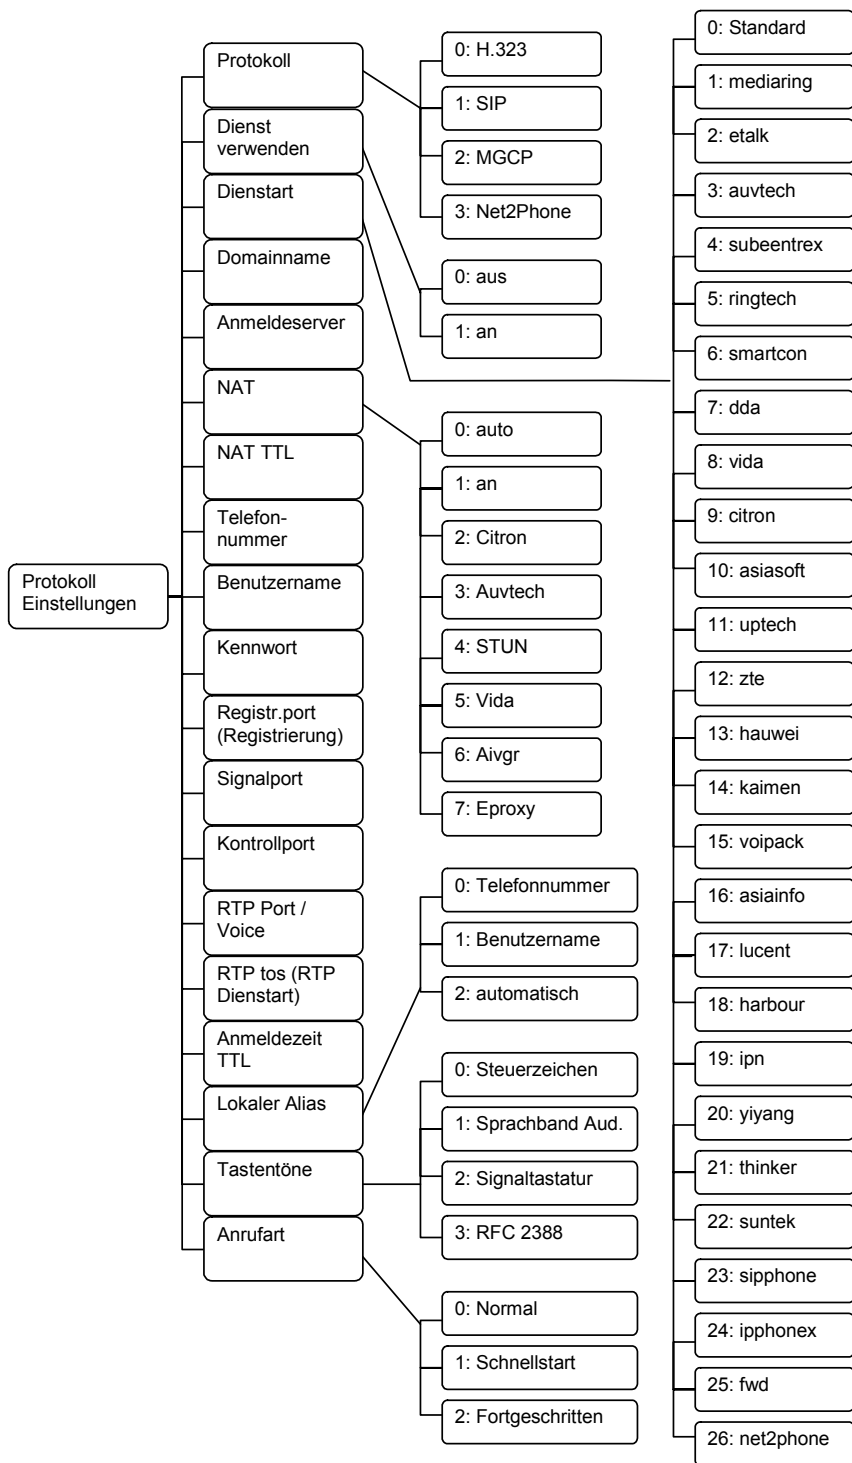 Protokoll
Einstellungen
Protokoll
Dienst
verwenden
Dienstart
Domainname
Anmeldeserver
NAT
NAT TTL
Telefon-
nummer
Benutzername
Kennwort
Registr.port
(Registrierung)
Signalport
Kontrollport
RTP Port /
Voice
RTP tos (RTP
Dienstart)
Anmeldezeit
TTL
Lokaler Alias
Tastentöne
Anrufart
0: H.323
1: SIP
2: MGCP
3: Net2Phone
0: aus
1: an
0: auto
1: an
2: Citron
3: Auvtech
4: STUN
5: Vida
6: Aivgr
7: Eproxy
0: Telefonnummer
1: Benutzername
2: automatisch
0: Steuerzeichen
1: Sprachband Aud.
2: Signaltastatur
3: RFC 2388
0: Normal
1: Schnellstart
2: Fortgeschritten
0: Standard
1: mediaring
2: etalk
3: auvtech
4: subeentrex
5: ringtech
6: smartcon
7: dda
8: vida
9: citron
10: asiasoft
11: uptech
12: zte
13: hauwei
14: kaimen
15: voipack
16: asiainfo
17: lucent
18: harbour
19: ipn
20: yiyang
21: thinker
22: suntek
23: sipphone
24: ipphonex
25: fwd
26: net2phone